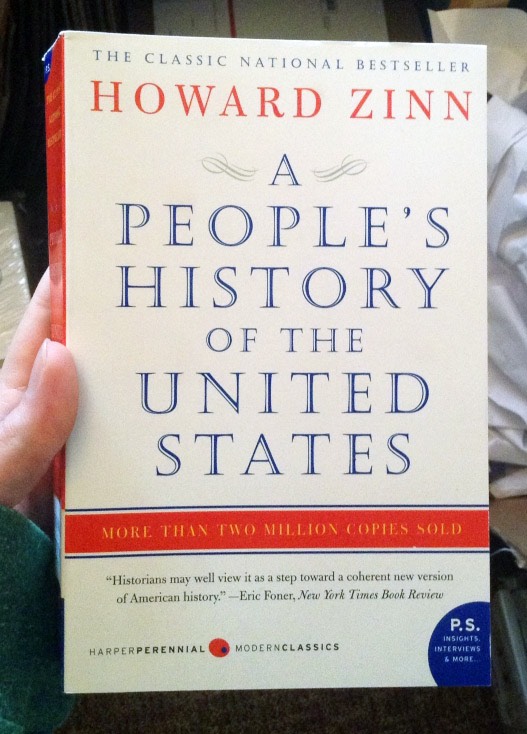 THE CLASSIC NATIONAL BESTSELLER
HOWARD ZINN
A
PEOPLE'S
HISTORY
OF THE
UNITED
STATES
MORE THAN TWO MILLION COPIES SOLD
“Historians may well view it as a step toward a coherent new version
of American history.” —Eric Foner, New York Times Book Review
HARPERPERENNIAL MODERNCLASSICS
P.S.
INSIGHTS,
INTERVIEWS
& MORE...